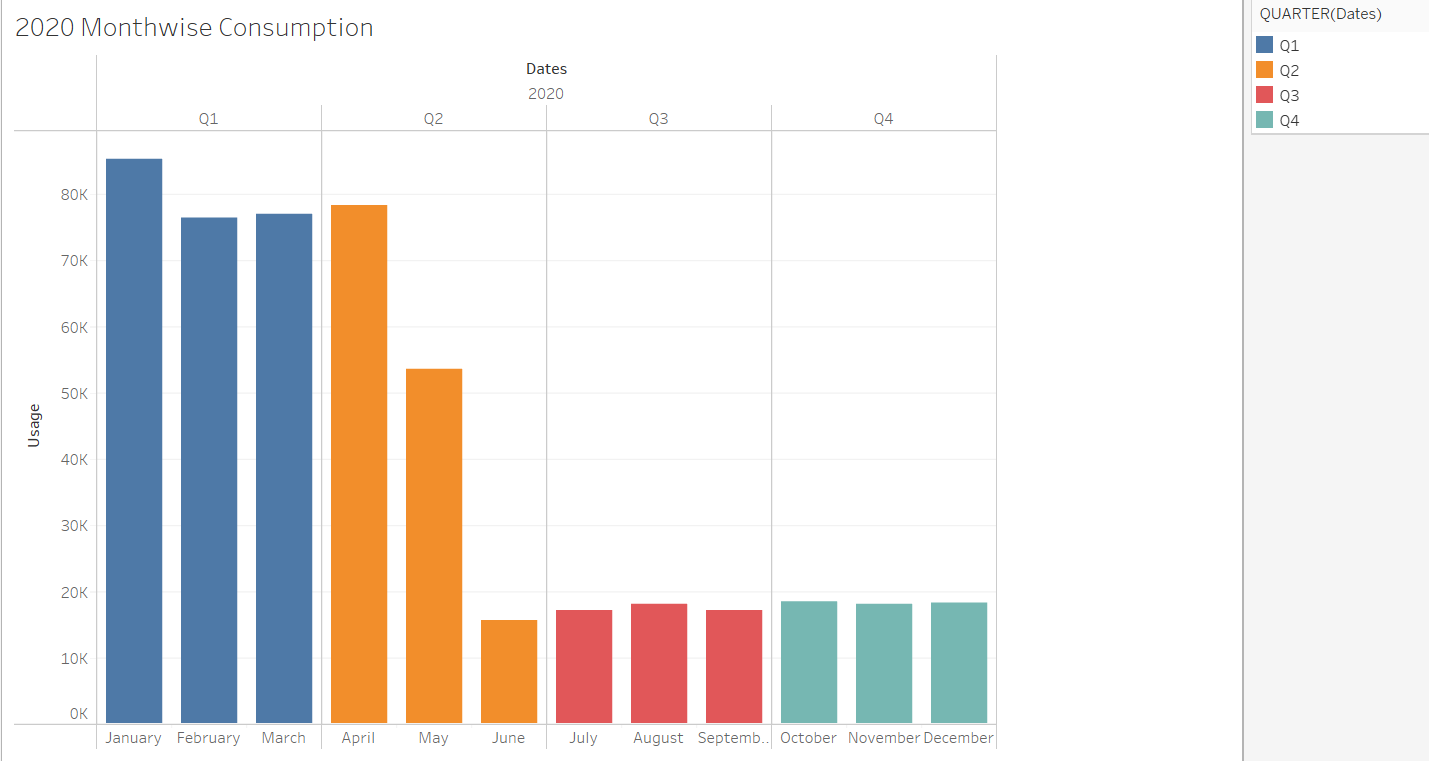 2020 Monthwise Consumption
Dates
2020
Q1 Q2 Q3 Q4
80K
70K
60K
50K
40K
30K
20K
10K
0K
Usage
January February March April May June July August Septemb.. October November December
QUARTER(Dates)
Q1
Q2
Q3
Q4